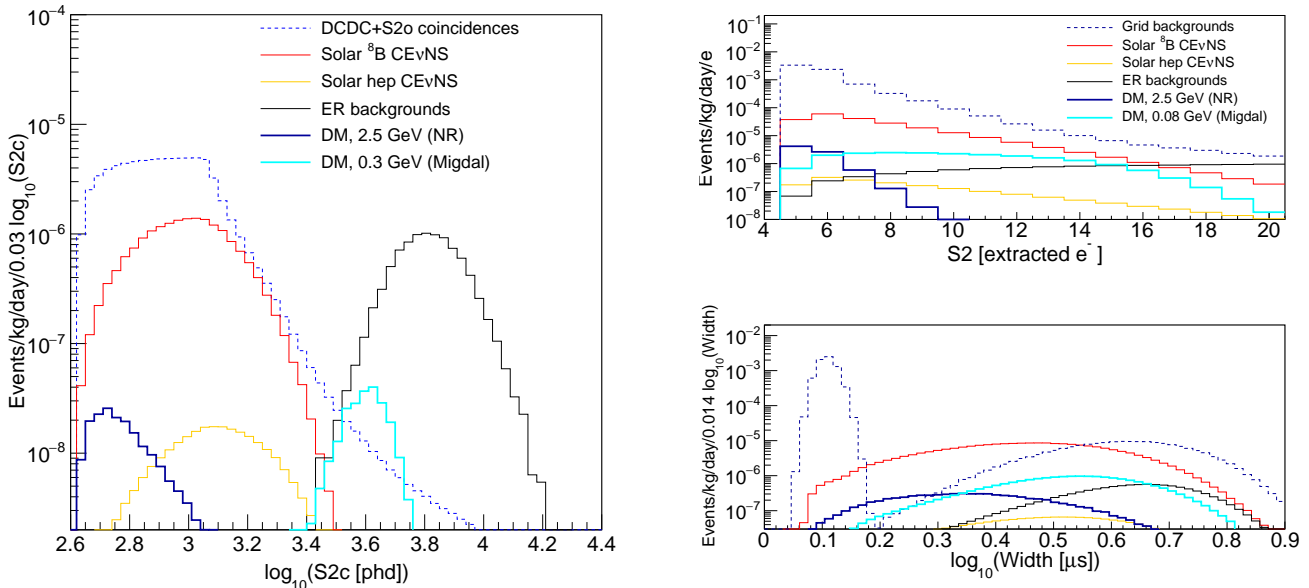 DCDC+S2o coincidences
Solar ⁸B CEνNS
Solar hep CEνNS
ER backgrounds
DM, 2.5 GeV (NR)
DM, 0.3 GeV (Migdal)
Events/kg/day/0.03 log₁₀(S2c)
10⁻⁴
10⁻⁵
10⁻⁶
10⁻⁷
10⁻⁸
2.6 2.8 3 3.2 3.4 3.6 3.8 4 4.2 4.4
log₁₀(S2c [phd])
Grid backgrounds
Solar ⁸B CEνNS
Solar hep CEνNS
ER backgrounds
DM, 2.5 GeV (NR)
DM, 0.08 GeV (Migdal)
Events/kg/day/e
10⁻¹
10⁻²
10⁻³
10⁻⁴
10⁻⁵
10⁻⁶
10⁻⁷
10⁻⁸
4 6 8 10 12 14 16 18 20
S2 [extracted e⁻]
Events/kg/day/0.014 log₁₀(Width)
10⁻²
10⁻³
10⁻⁴
10⁻⁵
10⁻⁶
10⁻⁷
0 0.1 0.2 0.3 0.4 0.5 0.6 0.7 0.8 0.9
log₁₀(Width [µs])